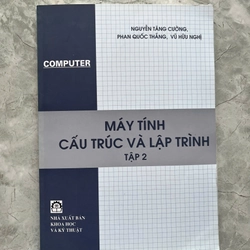 NGUYỄN TĂNG CƯỜNG,
PHAN QUỐC THẮNG, VŨ HỮU NGHỊ
COMPUTER
MÁY TÍNH
CẤU TRÚC VÀ LẬP TRÌNH
TẬP 2
NHÀ XUẤT BẢN
KHOA HỌC
VÀ KỸ THUẬT